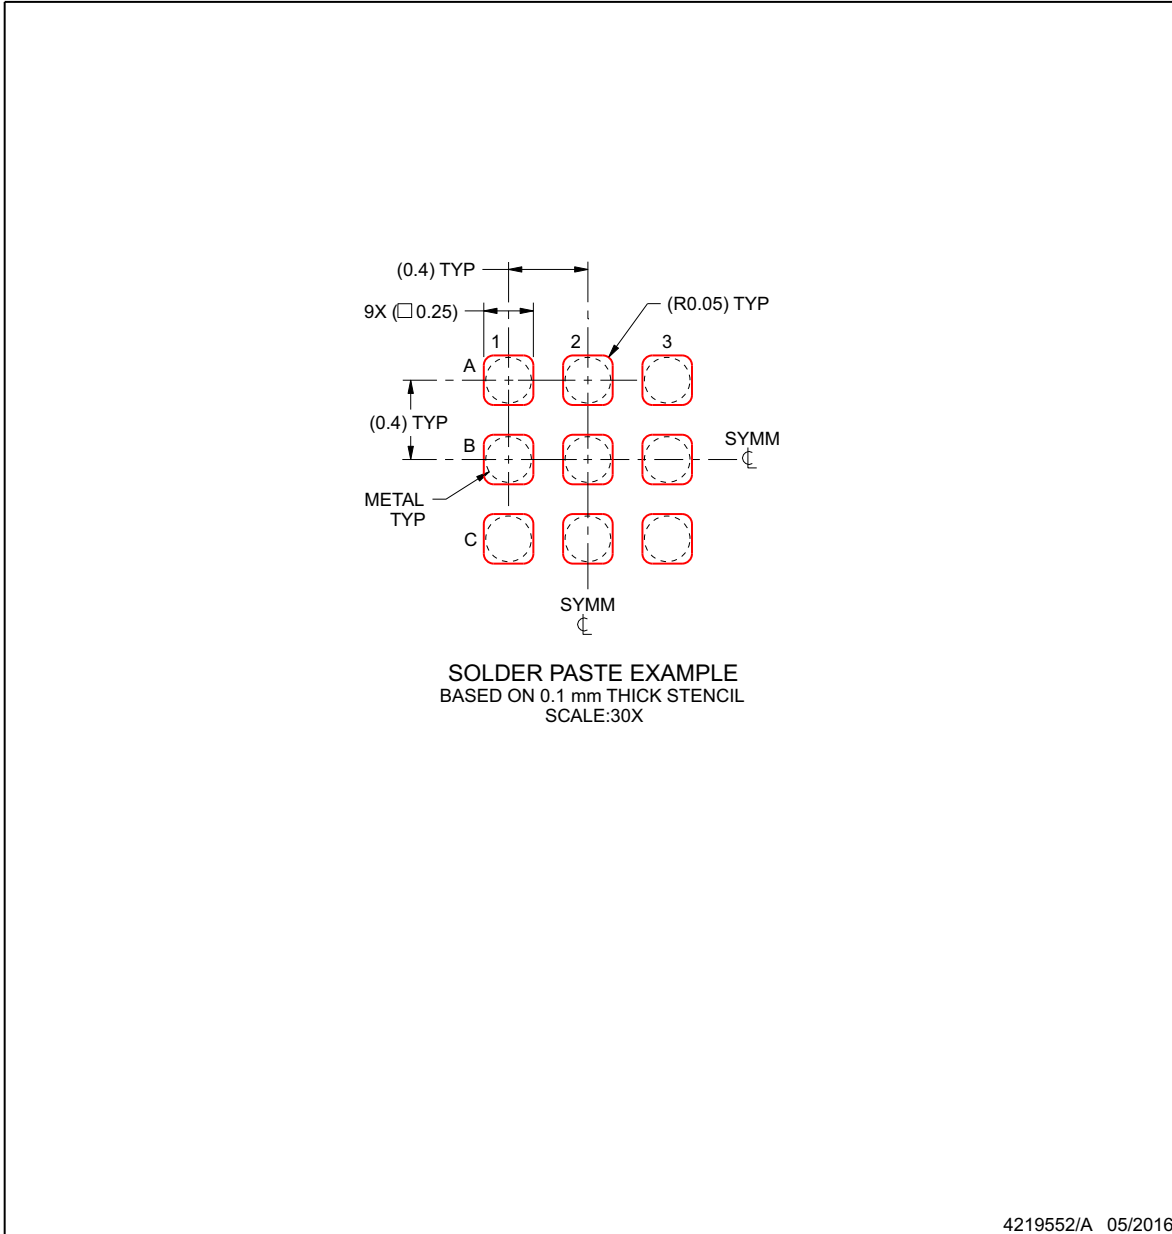 (0.4) TYP
9X (□ 0.25)
(R0.05) TYP
1
2
3
A
(0.4) TYP
B
SYMM
℄
METAL
TYP
C
SYMM
℄
SOLDER PASTE EXAMPLE
BASED ON 0.1 mm THICK STENCIL
SCALE:30X
4219552/A 05/2016